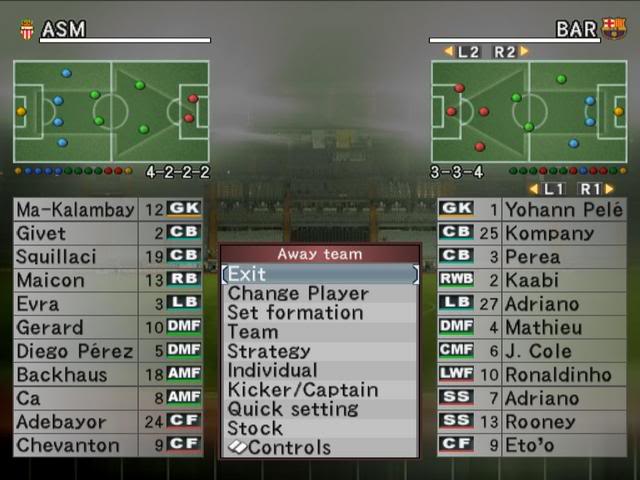 ASM
BAR
L2 R2
4-2-2-2
3-3-4
L1 R1
Ma-Kalambay 12 GK
Givet 2 CB
Squillaci 19 CB
Maicon 13 RB
Evra 3 LB
Gerard 10 DMF
Diego Pérez 5 DMF
Backhaus 18 AMF
Ca 8 AMF
Adebayor 24 CF
Chevanton 9 CF
Away team
Exit
Change Player
Set formation
Team
Strategy
Individual
Kicker/Captain
Quick setting
Stock
Controls
GK 1 Yohann Pelé
CB 25 Kompany
CB 3 Perea
RWB 2 Kaabi
LB 27 Adriano
DMF 4 Mathieu
CMF 6 J. Cole
LWF 10 Ronaldinho
SS 7 Adriano
SS 13 Rooney
CF 9 Eto'o